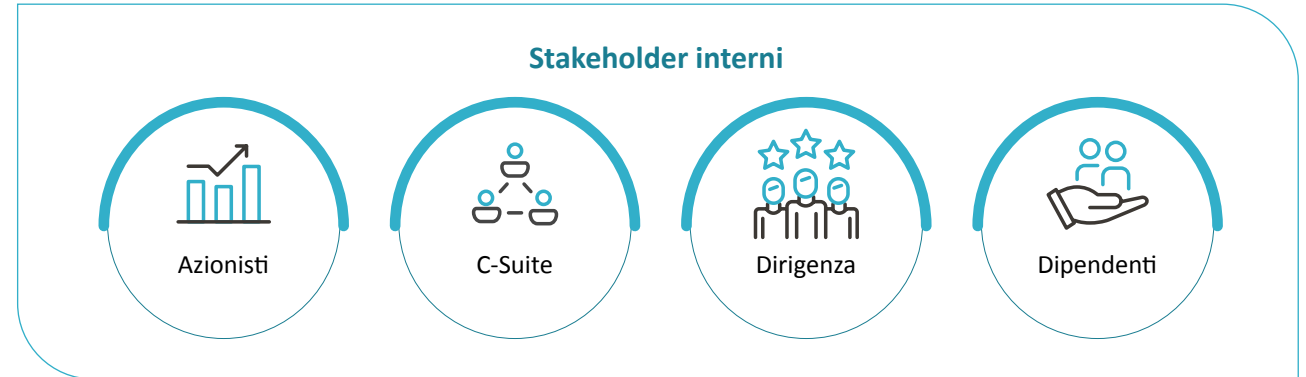 Stakeholder interni
Azionisti
C-Suite
Dirigenza
Dipendenti